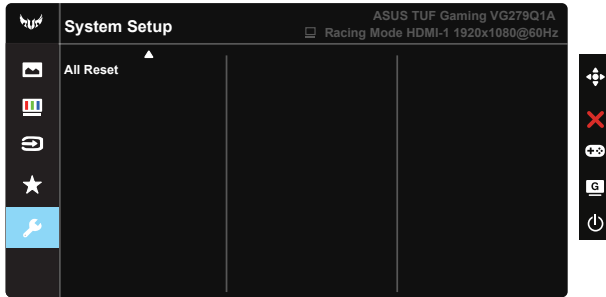 System Setup
ASUS TUF Gaming VG279Q1A
Racing Mode HDMI-1 1920x1080@60Hz
All Reset
G